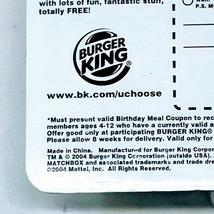 with lots of fun, fantastic stuff,
totally FREE!
BURGER
KING
www.bk.com/uchoose
P.S.
*Must present valid Birthday Meal Coupon to rece
members ages 4-12 who have a currently valid a
Offer good only at participating BURGER KING®
Please allow 8 weeks for delivery. Valid only for
Made in China. Manufactured for Burger King Corpor
TM & © 2004 Burger King Corporation (outside USA).
MATCHBOX and associated trademarks and trade dres
©2004 Mattel, Inc. All Rights Reserved.